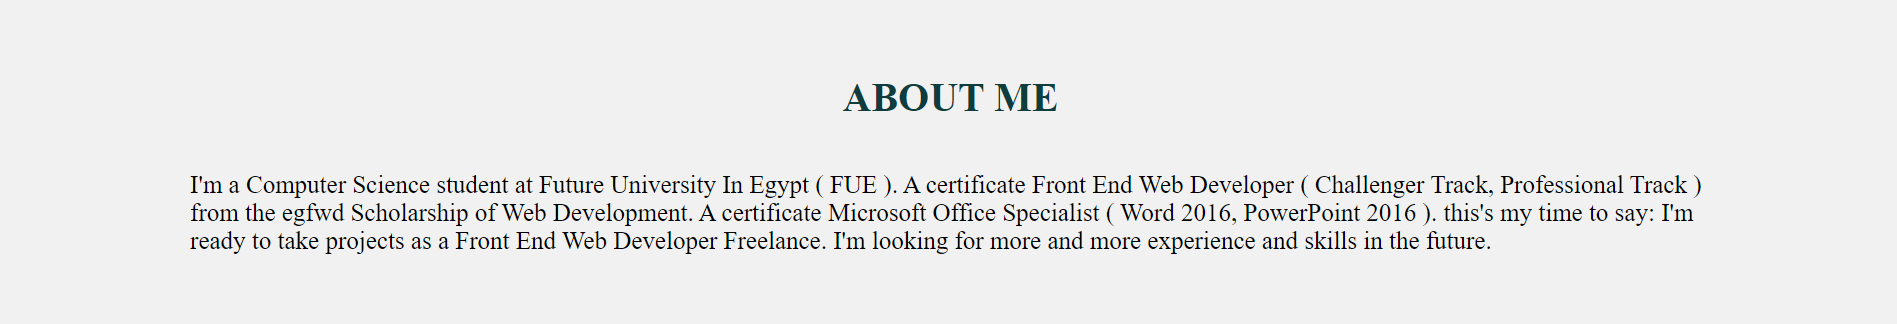 ABOUT ME
I'm a Computer Science student at Future University In Egypt ( FUE ). A certificate Front End Web Developer ( Challenger Track, Professional Track )
from the egfwd Scholarship of Web Development. A certificate Microsoft Office Specialist ( Word 2016, PowerPoint 2016 ). this's my time to say: I'm
ready to take projects as a Front End Web Developer Freelance. I'm looking for more and more experience and skills in the future.